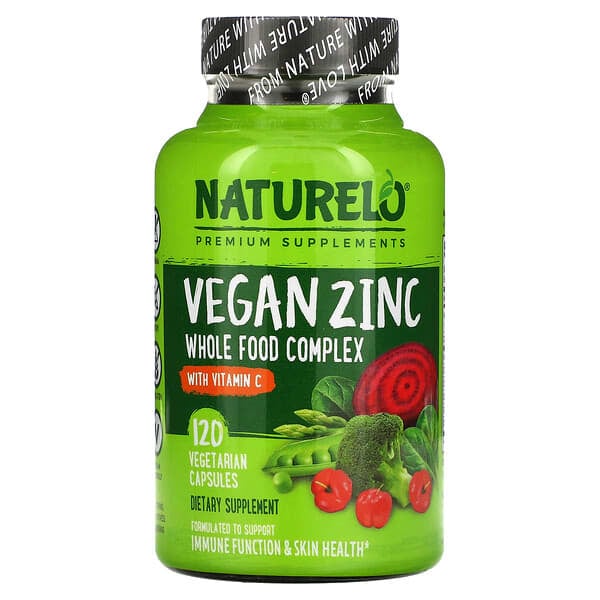 FROM NATURE WITH LOVE®
NATURELO®
PREMIUM SUPPLEMENTS
VEGAN ZINC
WHOLE FOOD COMPLEX
WITH VITAMIN C
120
VEGETARIAN
CAPSULES
DIETARY SUPPLEMENT
FORMULATED TO SUPPORT
IMMUNE FUNCTION & SKIN HEALTH*